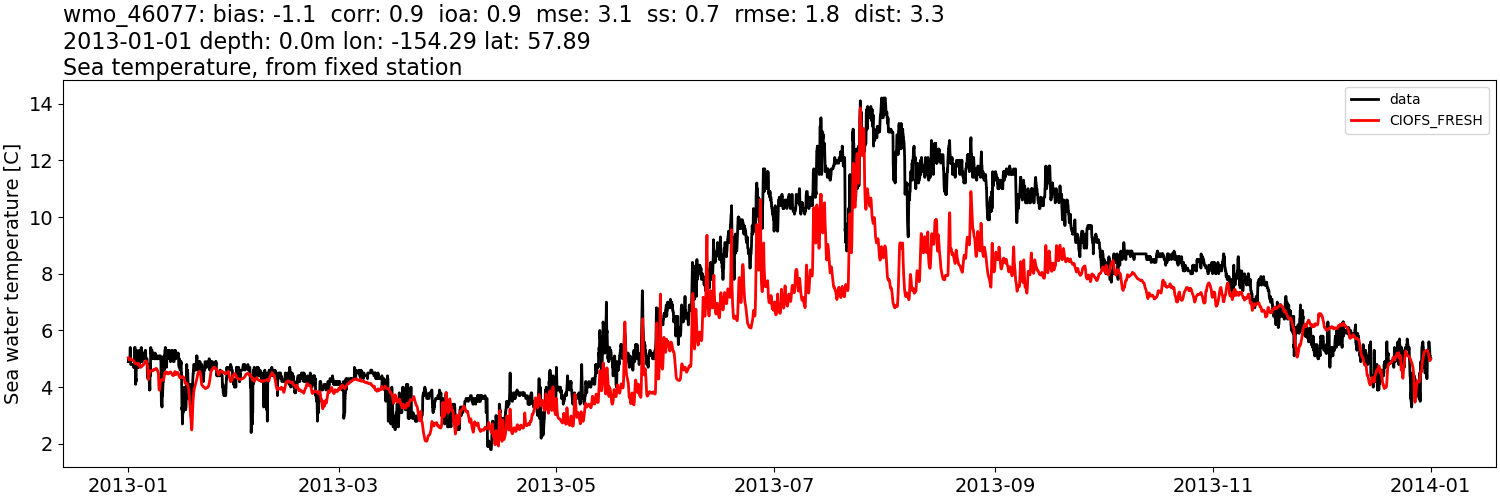 wmo_46077: bias: -1.1  corr: 0.9  ioa: 0.9  mse: 3.1  ss: 0.7  rmse: 1.8  dist: 3.3
2013-01-01 depth: 0.0m lon: -154.29 lat: 57.89
Sea temperature, from fixed station
data
CIOFS_FRESH
Sea water temperature [C]
14
12
10
8
6
4
2
2013-01
2013-03
2013-05
2013-07
2013-09
2013-11
2014-01